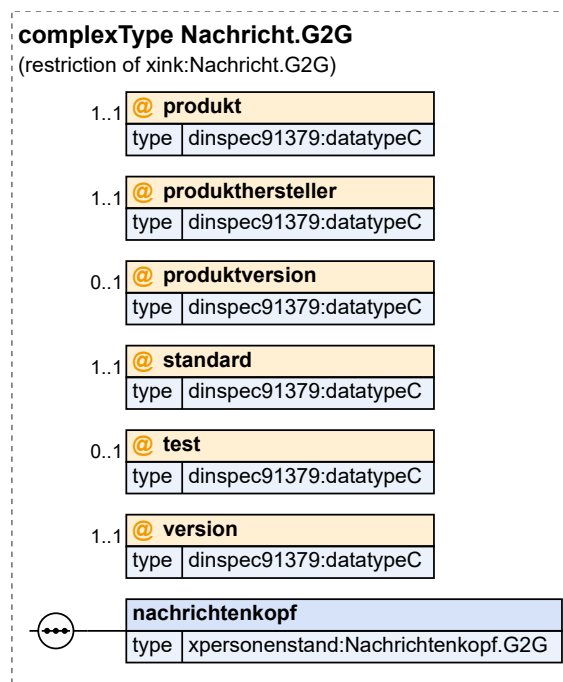 complexType Nachricht.G2G
(restriction of xink:Nachricht.G2G)
1..1 @ produkt
type dinspec91379:datatypeC
1..1 @ produkthersteller
type dinspec91379:datatypeC
0..1 @ produktversion
type dinspec91379:datatypeC
1..1 @ standard
type dinspec91379:datatypeC
0..1 @ test
type dinspec91379:datatypeC
1..1 @ version
type dinspec91379:datatypeC
nachrichtenkopf
type xpersonenstand:Nachrichtenkopf.G2G